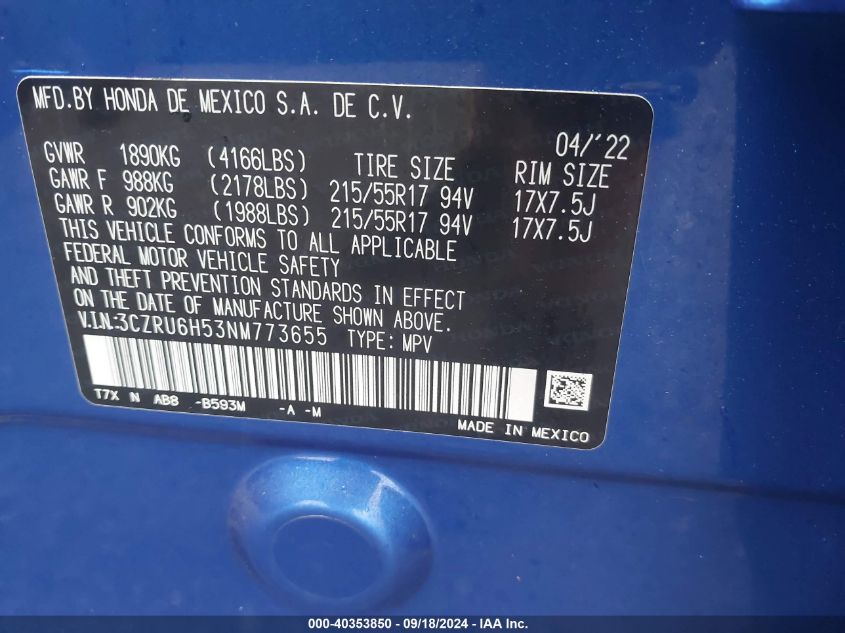 MFD.BY HONDA DE MEXICO S.A. DE C.V.
04/'22
GVWR 1890KG (4166LBS) TIRE SIZE RIM SIZE
GAWR F 988KG (2178LBS) 215/55R17 94V 17X7.5J
GAWR R 902KG (1988LBS) 215/55R17 94V 17X7.5J
THIS VEHICLE CONFORMS TO ALL APPLICABLE
FEDERAL MOTOR VEHICLE SAFETY
AND THEFT PREVENTION STANDARDS IN EFFECT
ON THE DATE OF MANUFACTURE SHOWN ABOVE.
V.I.N.:3CZRU6H53NM773655 TYPE: MPV
T7X N AB8 -B593M -A -M
MADE IN MEXICO
000-40353850 - 09/18/2024 - IAA Inc.